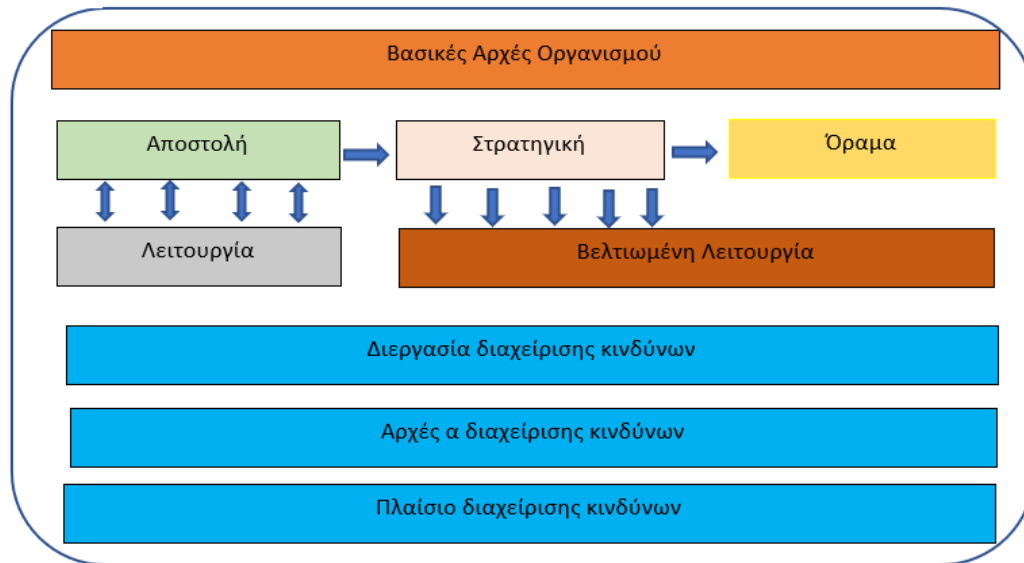 Βασικές Αρχές Οργανισμού
Αποστολή
Στρατηγική
Όραμα
Λειτουργία
Βελτιωμένη Λειτουργία
Διεργασία διαχείρισης κινδύνων
Αρχές α διαχείρισης κινδύνων
Πλαίσιο διαχείρισης κινδύνων